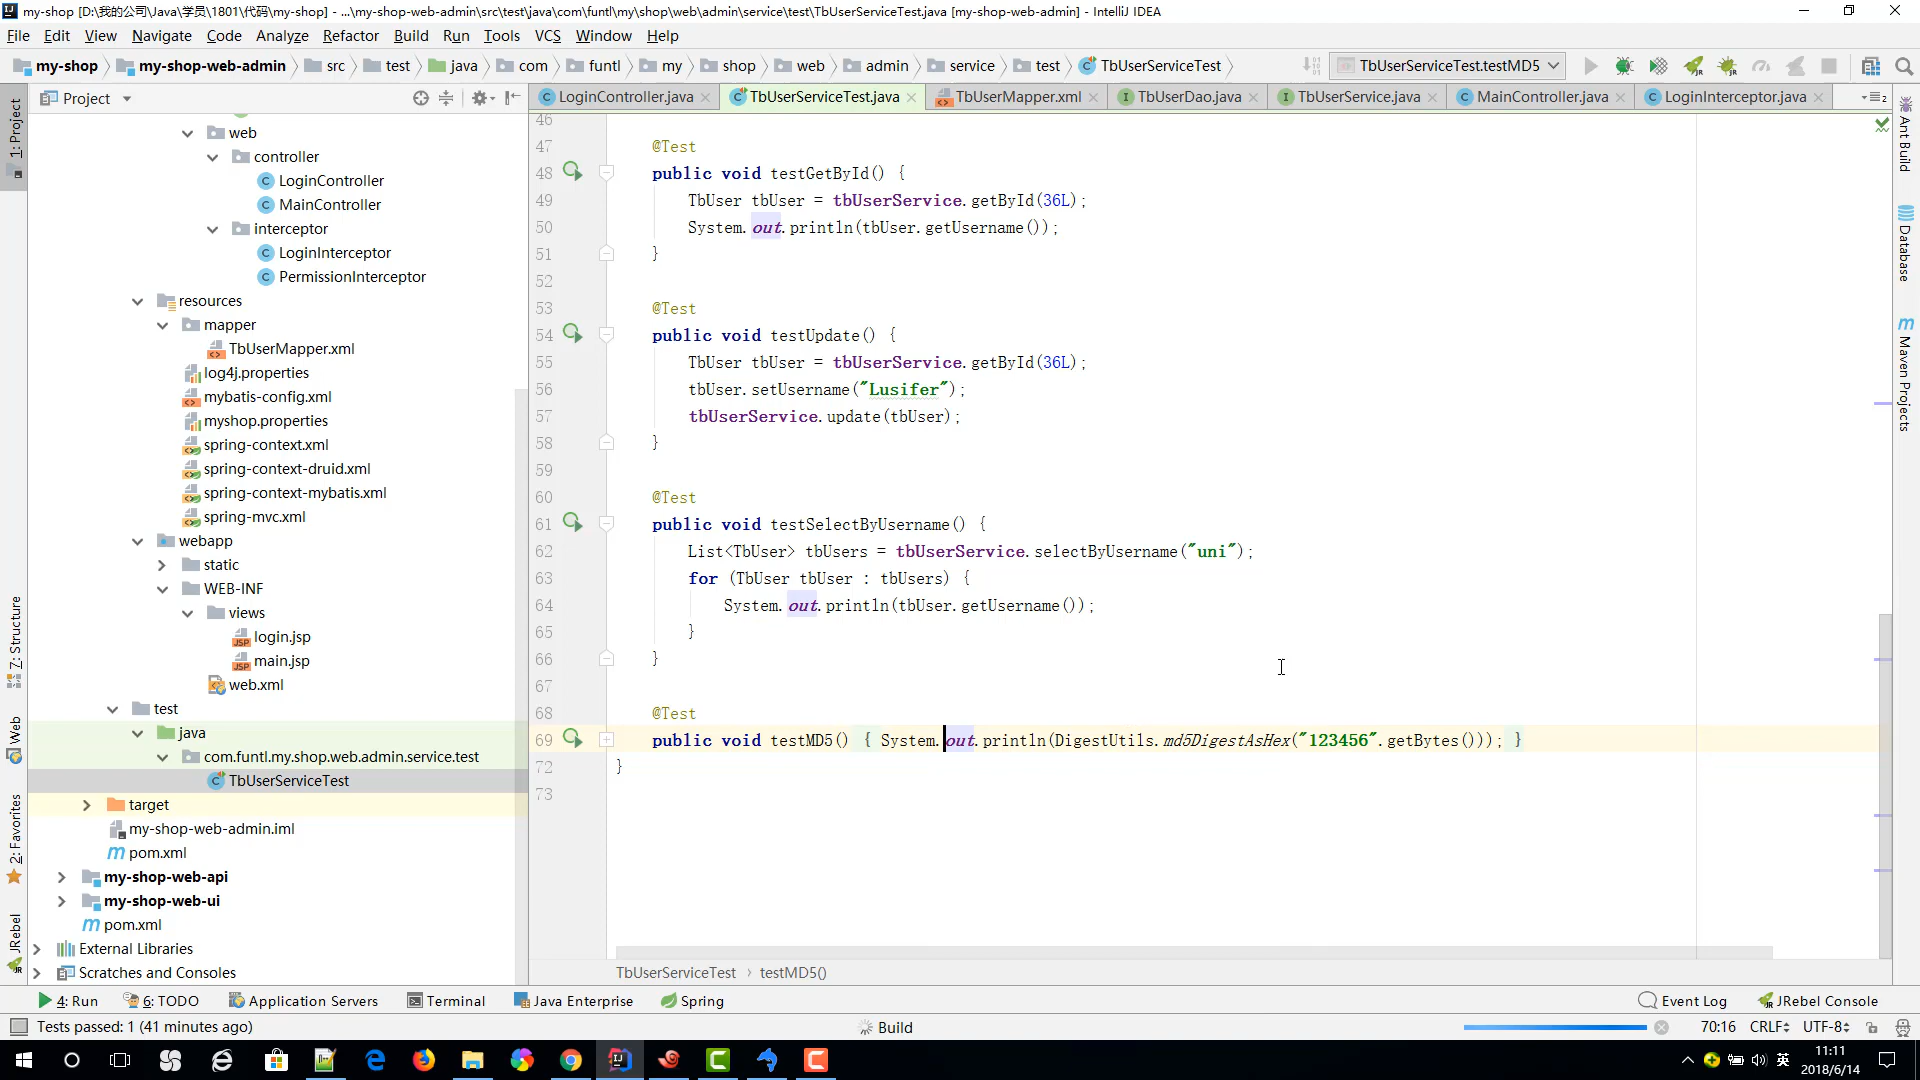 my-shop [D:\我的公司\Java\学员\1801\代码\my-shop] - ...\my-shop-web-admin\src\test\java\com\funtl\my\shop\web\admin\service\test\TbUserServiceTest.java [my-shop-web-admin] - IntelliJ IDEA
File Edit View Navigate Code Analyze Refactor Build Run Tools VCS Window Help
my-shop my-shop-web-admin src test java com funtl my shop web admin service test TbUserServiceTest TbUserServiceTest.testMD5
Project LoginController.java TbUserServiceTest.java TbUserMapper.xml TbUserDao.java TbUserService.java MainController.java LoginInterceptor.java
1: Project
7: Structure
Web
2: Favorites
JRebel
web
controller
LoginController
MainController
interceptor
LoginInterceptor
PermissionInterceptor
resources
mapper
TbUserMapper.xml
log4j.properties
mybatis-config.xml
myshop.properties
spring-context.xml
spring-context-druid.xml
spring-context-mybatis.xml
spring-mvc.xml
webapp
static
WEB-INF
views
login.jsp
main.jsp
web.xml
test
java
com.funtl.my.shop.web.admin.service.test
TbUserServiceTest
target
my-shop-web-admin.iml
pom.xml
my-shop-web-api
my-shop-web-ui
pom.xml
External Libraries
Scratches and Consoles
46
47 @Test
48 public void testGetById() {
49 TbUser tbUser = tbUserService.getById(36L);
50 System.out.println(tbUser.getUsername());
51 }
52
53 @Test
54 public void testUpdate() {
55 TbUser tbUser = tbUserService.getById(36L);
56 tbUser.setUsername("Lusifer");
57 tbUserService.update(tbUser);
58 }
59
60 @Test
61 public void testSelectByUsername() {
62 List<TbUser> tbUsers = tbUserService.selectByUsername("uni");
63 for (TbUser tbUser : tbUsers) {
64 System.out.println(tbUser.getUsername());
65 }
66 }
67
68 @Test
69 public void testMD5() { System.out.println(DigestUtils.md5DigestAsHex("123456".getBytes())); }
72 }
73
TbUserServiceTest › testMD5()
Ant Build
Database
Maven Projects
4: Run 6: TODO Application Servers Terminal Java Enterprise Spring Event Log JRebel Console
Tests passed: 1 (41 minutes ago) Build 70:16 CRLF UTF-8
英 11:11
2018/6/14